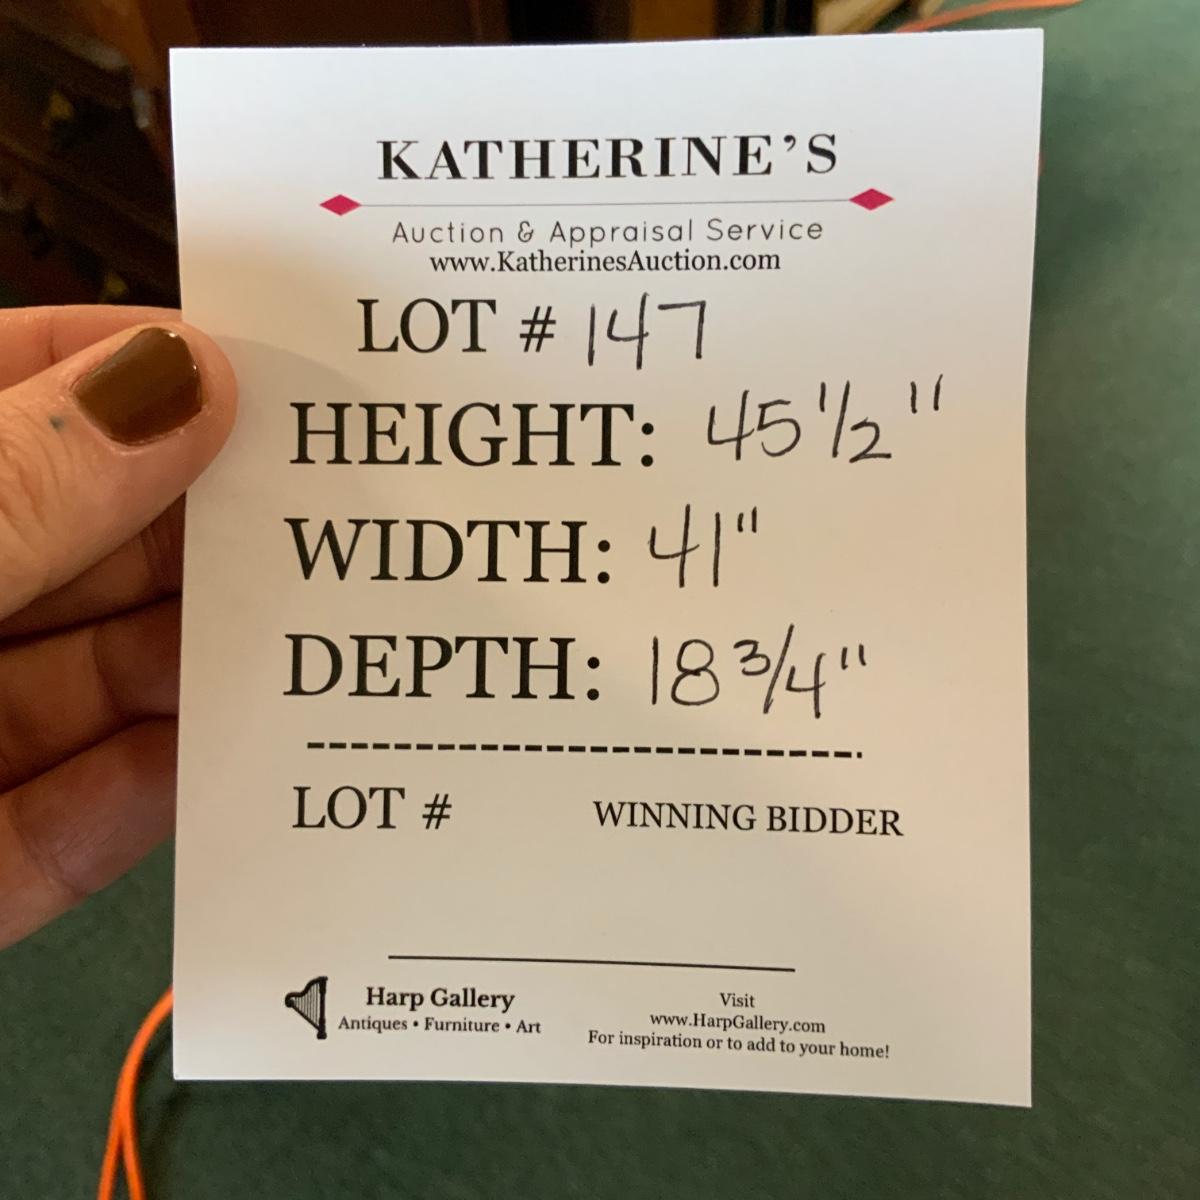 KATHERINE'S
Auction & Appraisal Service
www.KatherinesAuction.com
LOT # 147
HEIGHT: 45 1/2"
WIDTH: 41"
DEPTH: 18 3/4"
LOT # WINNING BIDDER
Harp Gallery
Antiques • Furniture • Art
Visit
www.HarpGallery.com
For inspiration or to add to your home!